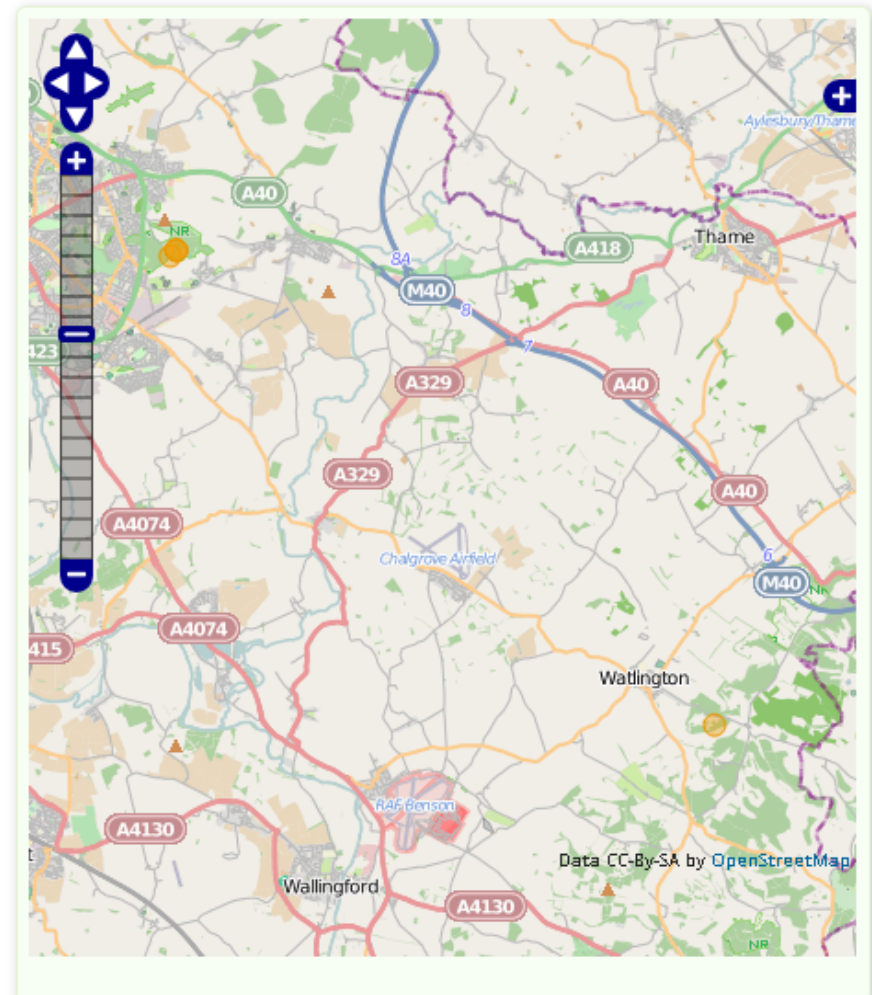 Aylesbury/Thame
A40
NR
Thame
A418
8A
M40
8
7
423
A329
A40
A329
A40
A4074
Chalgrove Airfield
6
M40
NR
A4074
415
Watlington
RAF Benson
A4130
Data CC-By-SA by OpenStreetMap
Wallingford
A4130
NR